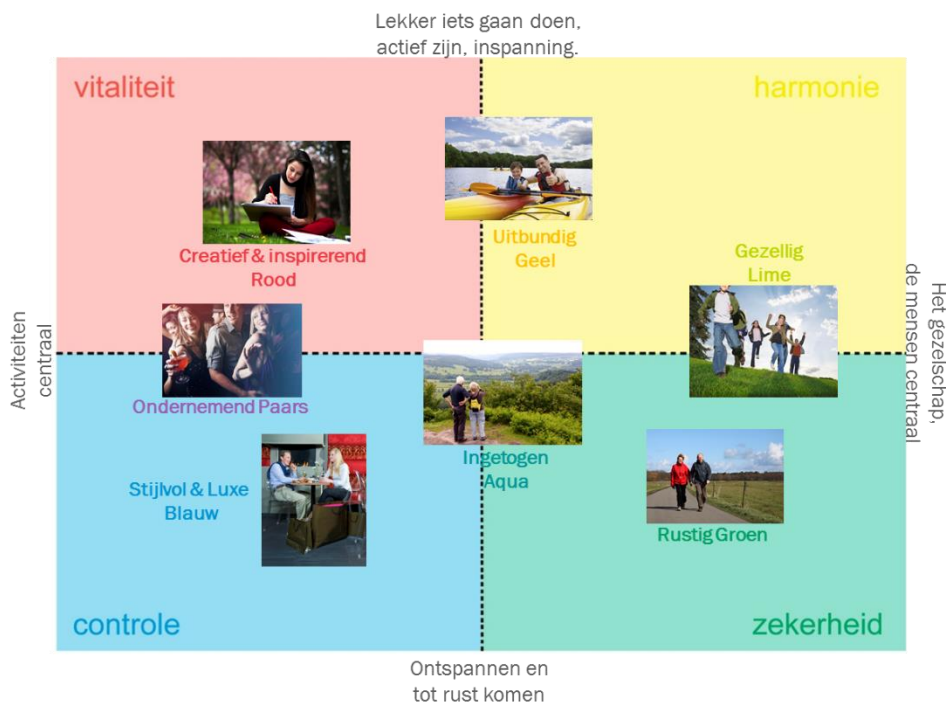 Lekker iets gaan doen,
actief zijn, inspanning.
vitaliteit
harmonie
Creatief & inspirerend
Rood
Uitbundig
Geel
Gezellig
Lime
Activiteiten
centraal
Het gezelschap,
de mensen centraal
Ondernemend Paars
Ingetogen
Aqua
Stijlvol & Luxe
Blauw
Rustig Groen
controle
zekerheid
Ontspannen en
tot rust komen